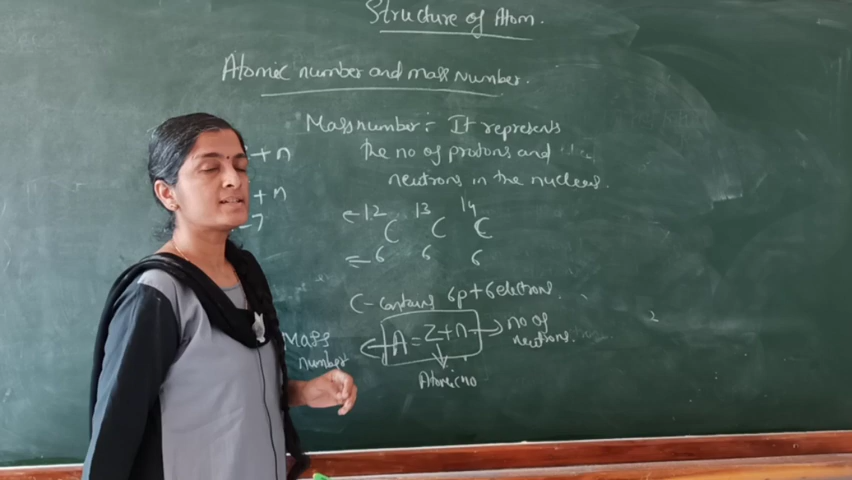 Structure of Atom.
Atomic number and mass Number.
Mass number: It represents
the no of protons and
neutrons in the nucleus.
+ n
+ n
-7
←12 13 14
C C C
←6 6 6
C-contains 6p+6 electrons.
Mass number ← A = Z+n → no of neutrons.
Atomic no